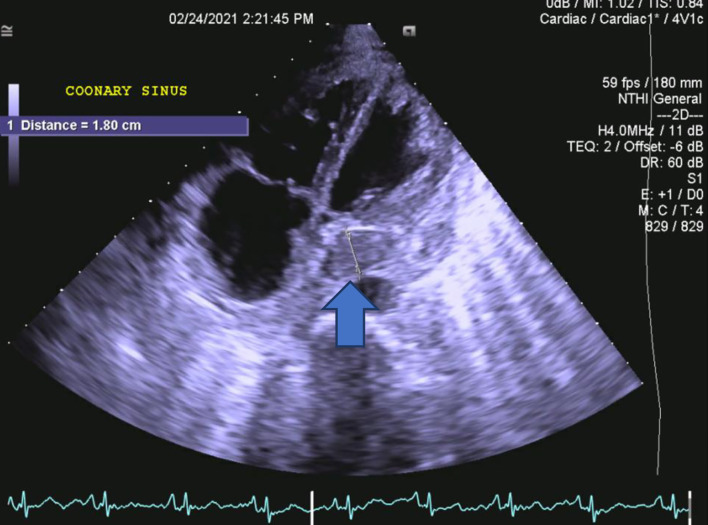 02/24/2021 2:21:45 PM
0dB / MI: 1.02 / TIS: 0.84
Cardiac / Cardiac1* / 4V1c
COONARY SINUS
1 Distance = 1.80 cm
59 fps / 180 mm
NTHI General
---2D---
H4.0MHz / 11 dB
TEQ: 2 / Offset: -6 dB
DR: 60 dB
S1
E: +1 / D0
M: C / T: 4
829 / 829